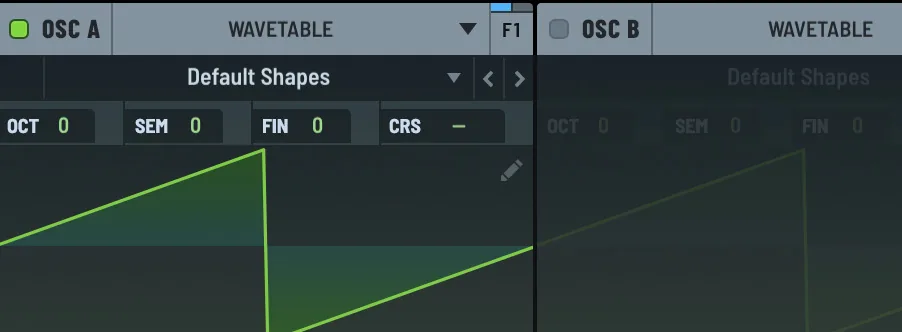 OSC A WAVETABLE F1 OSC B WAVETABLE
Default Shapes Default Shapes
OCT 0 SEM 0 FIN 0 CRS – OCT 0 SEM 0 FIN 0